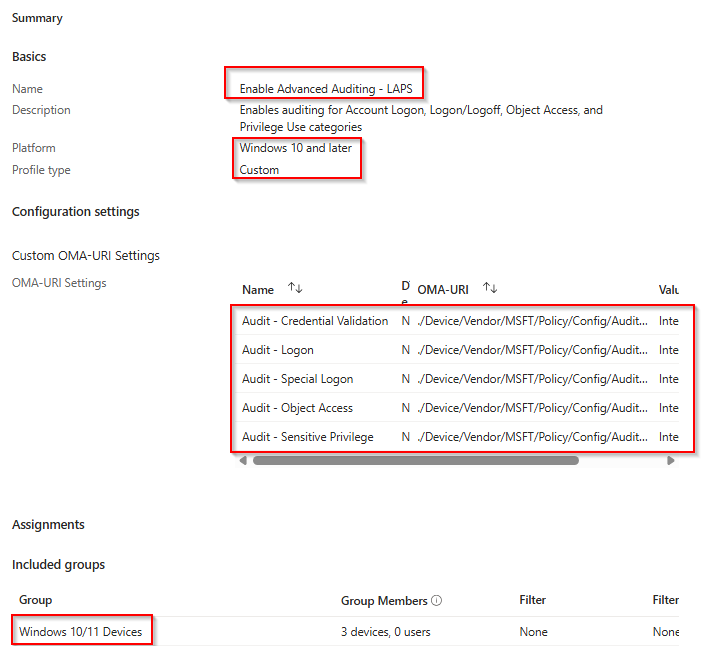 Summary
Basics
Name Enable Advanced Auditing - LAPS
Description Enables auditing for Account Logon, Logon/Logoff, Object Access, and
Privilege Use categories
Platform Windows 10 and later
Profile type Custom
Configuration settings
Custom OMA-URI Settings
OMA-URI Settings
Name ↑↓ D e OMA-URI ↑↓ Valu
Audit - Credential Validation N ./Device/Vendor/MSFT/Policy/Config/Audit... Inte
Audit - Logon N ./Device/Vendor/MSFT/Policy/Config/Audit... Inte
Audit - Special Logon N ./Device/Vendor/MSFT/Policy/Config/Audit... Inte
Audit - Object Access N ./Device/Vendor/MSFT/Policy/Config/Audit... Inte
Audit - Sensitive Privilege N ./Device/Vendor/MSFT/Policy/Config/Audit... Inte
Assignments
Included groups
Group Group Members Filter Filter
Windows 10/11 Devices 3 devices, 0 users None None